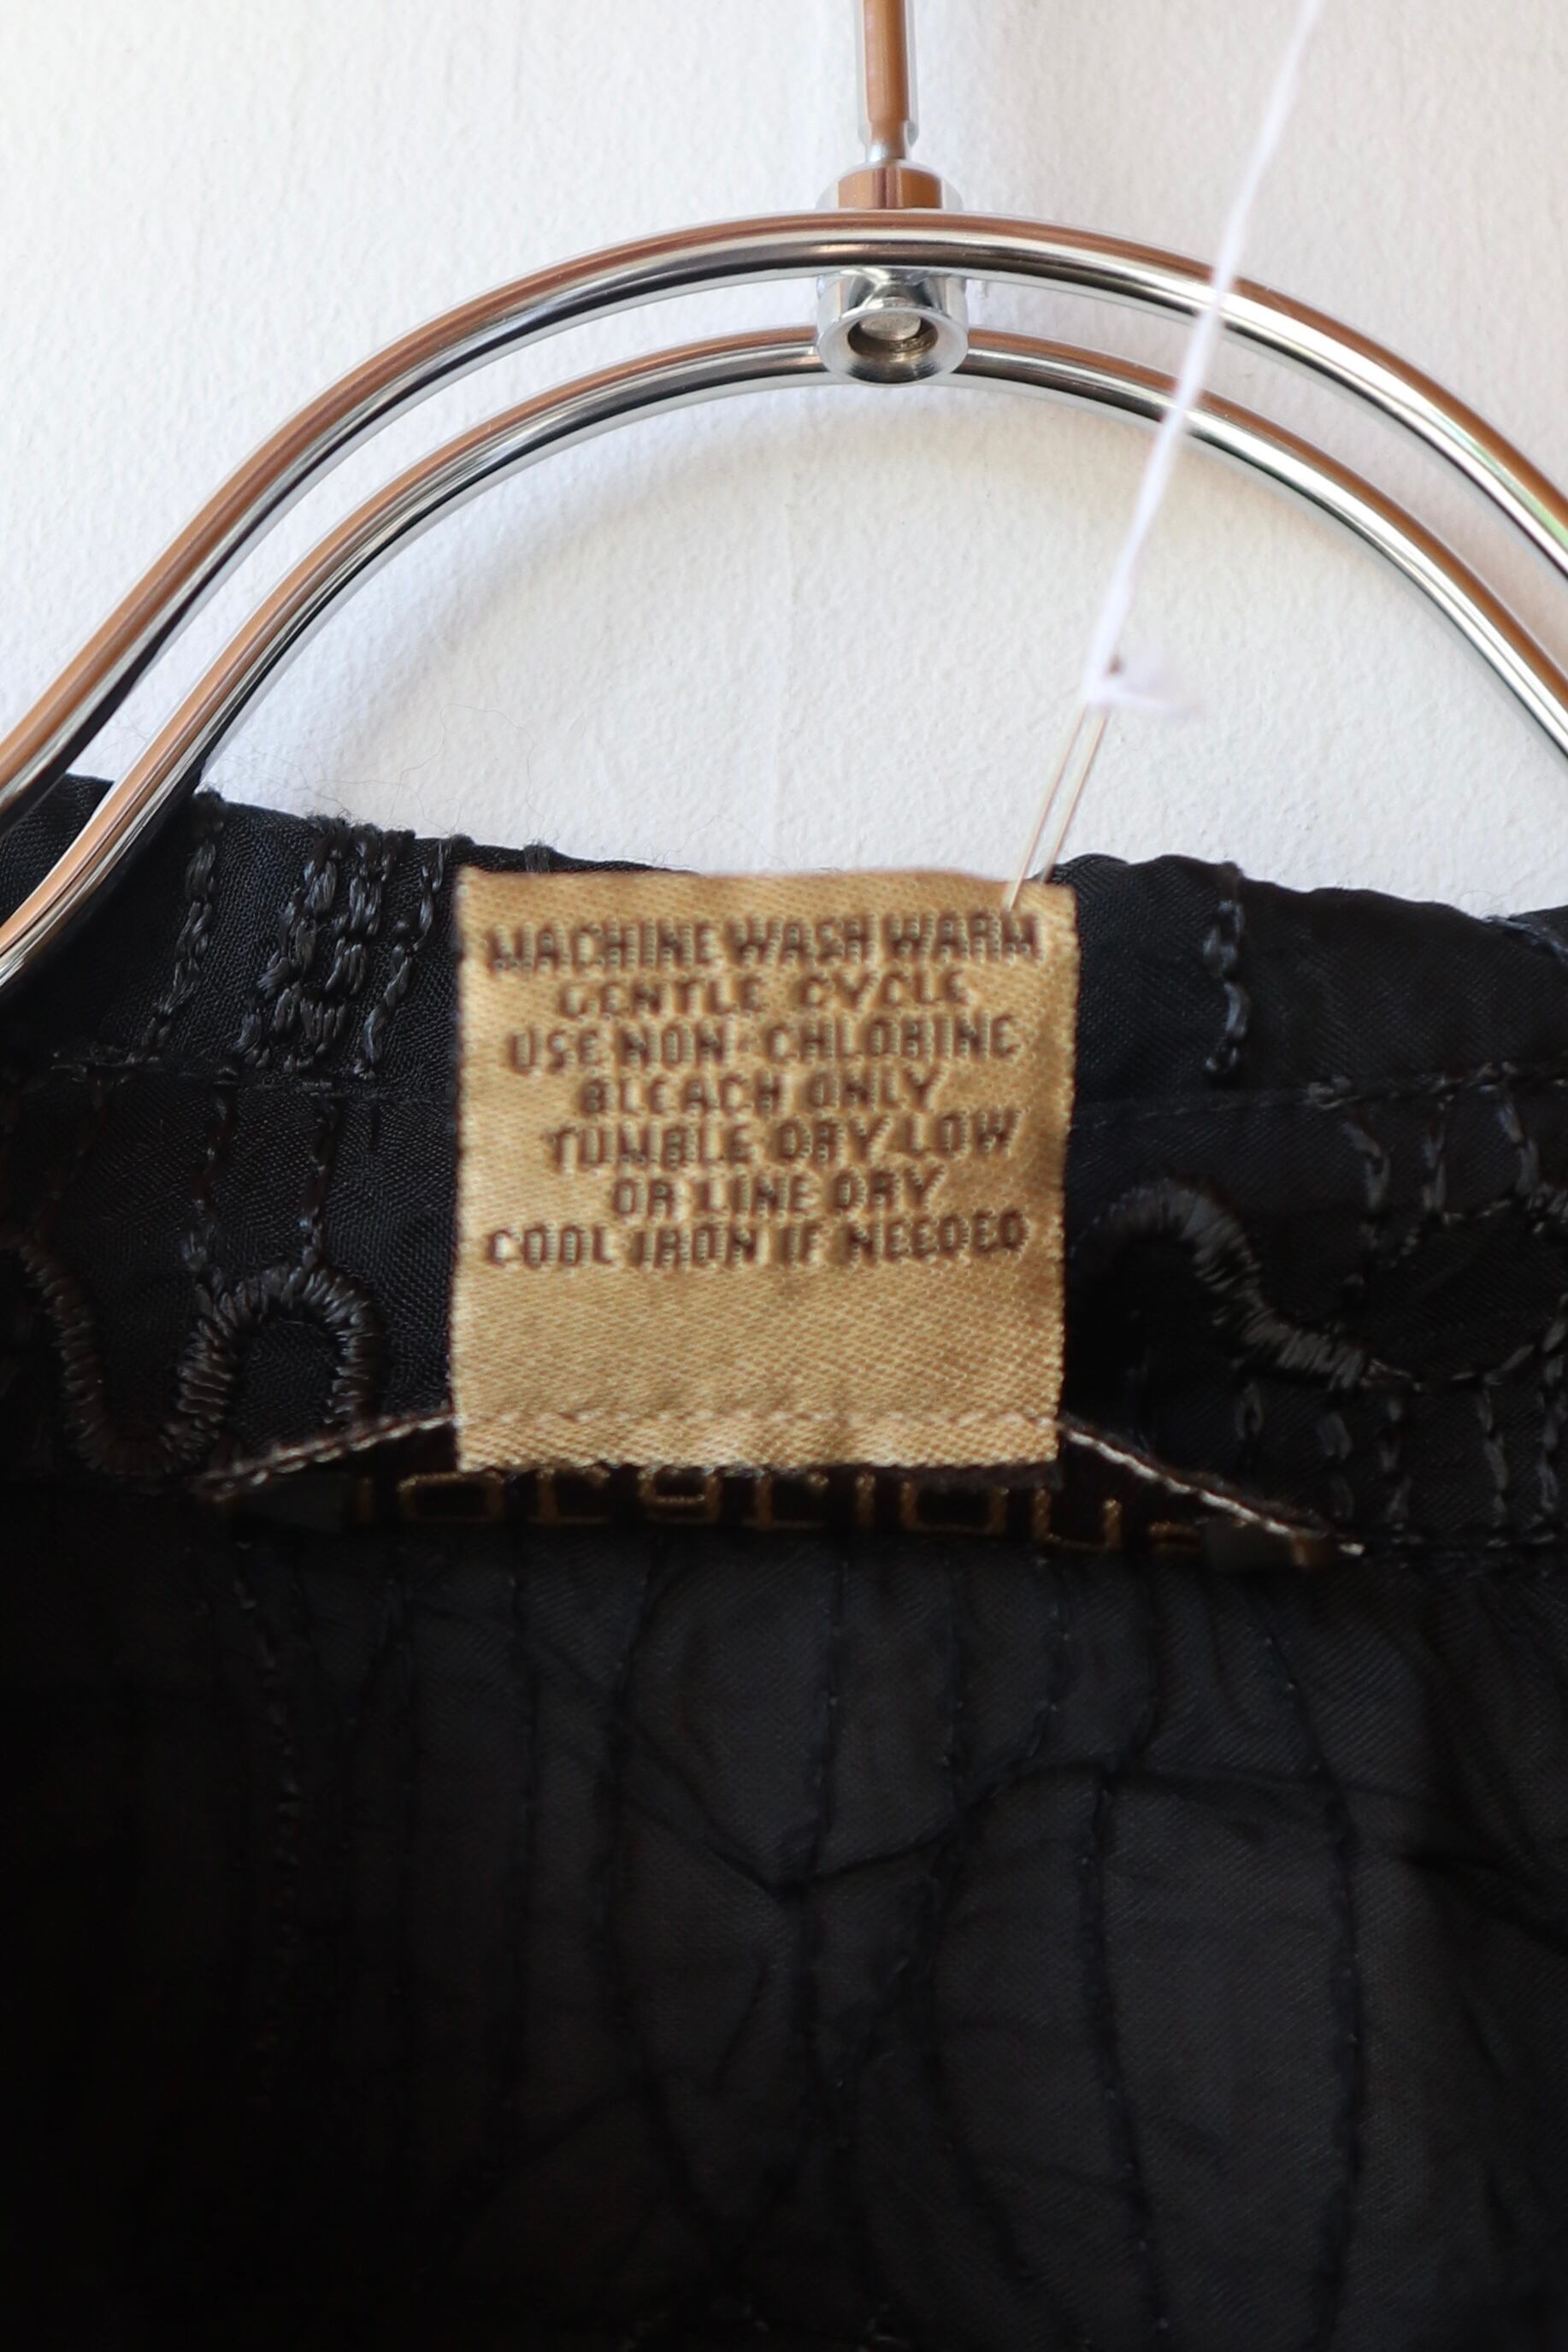 MACHINE WASH WARM
GENTLE CYCLE
USE NON-CHLORINE
BLEACH ONLY
TUMBLE DRY LOW
OR LINE DRY
COOL IRON IF NEEDED